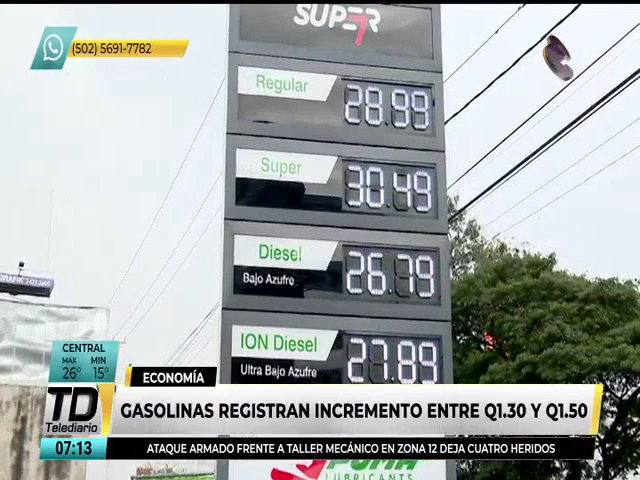 (502) 5691-7782
SUPER7
Regular
28.99
Super
30.49
Diesel
Bajo Azufre
26.79
ION Diesel
Ultra Bajo Azufre
27.89
CENTRAL
MAX MIN
26° 15°
ECONOMÍA
TD
Telediario
GASOLINAS REGISTRAN INCREMENTO ENTRE Q1.30 Y Q1.50
07:13
ATAQUE ARMADO FRENTE A TALLER MECÁNICO EN ZONA 12 DEJA CUATRO HERIDOS
PUMA
LUBRICANTS